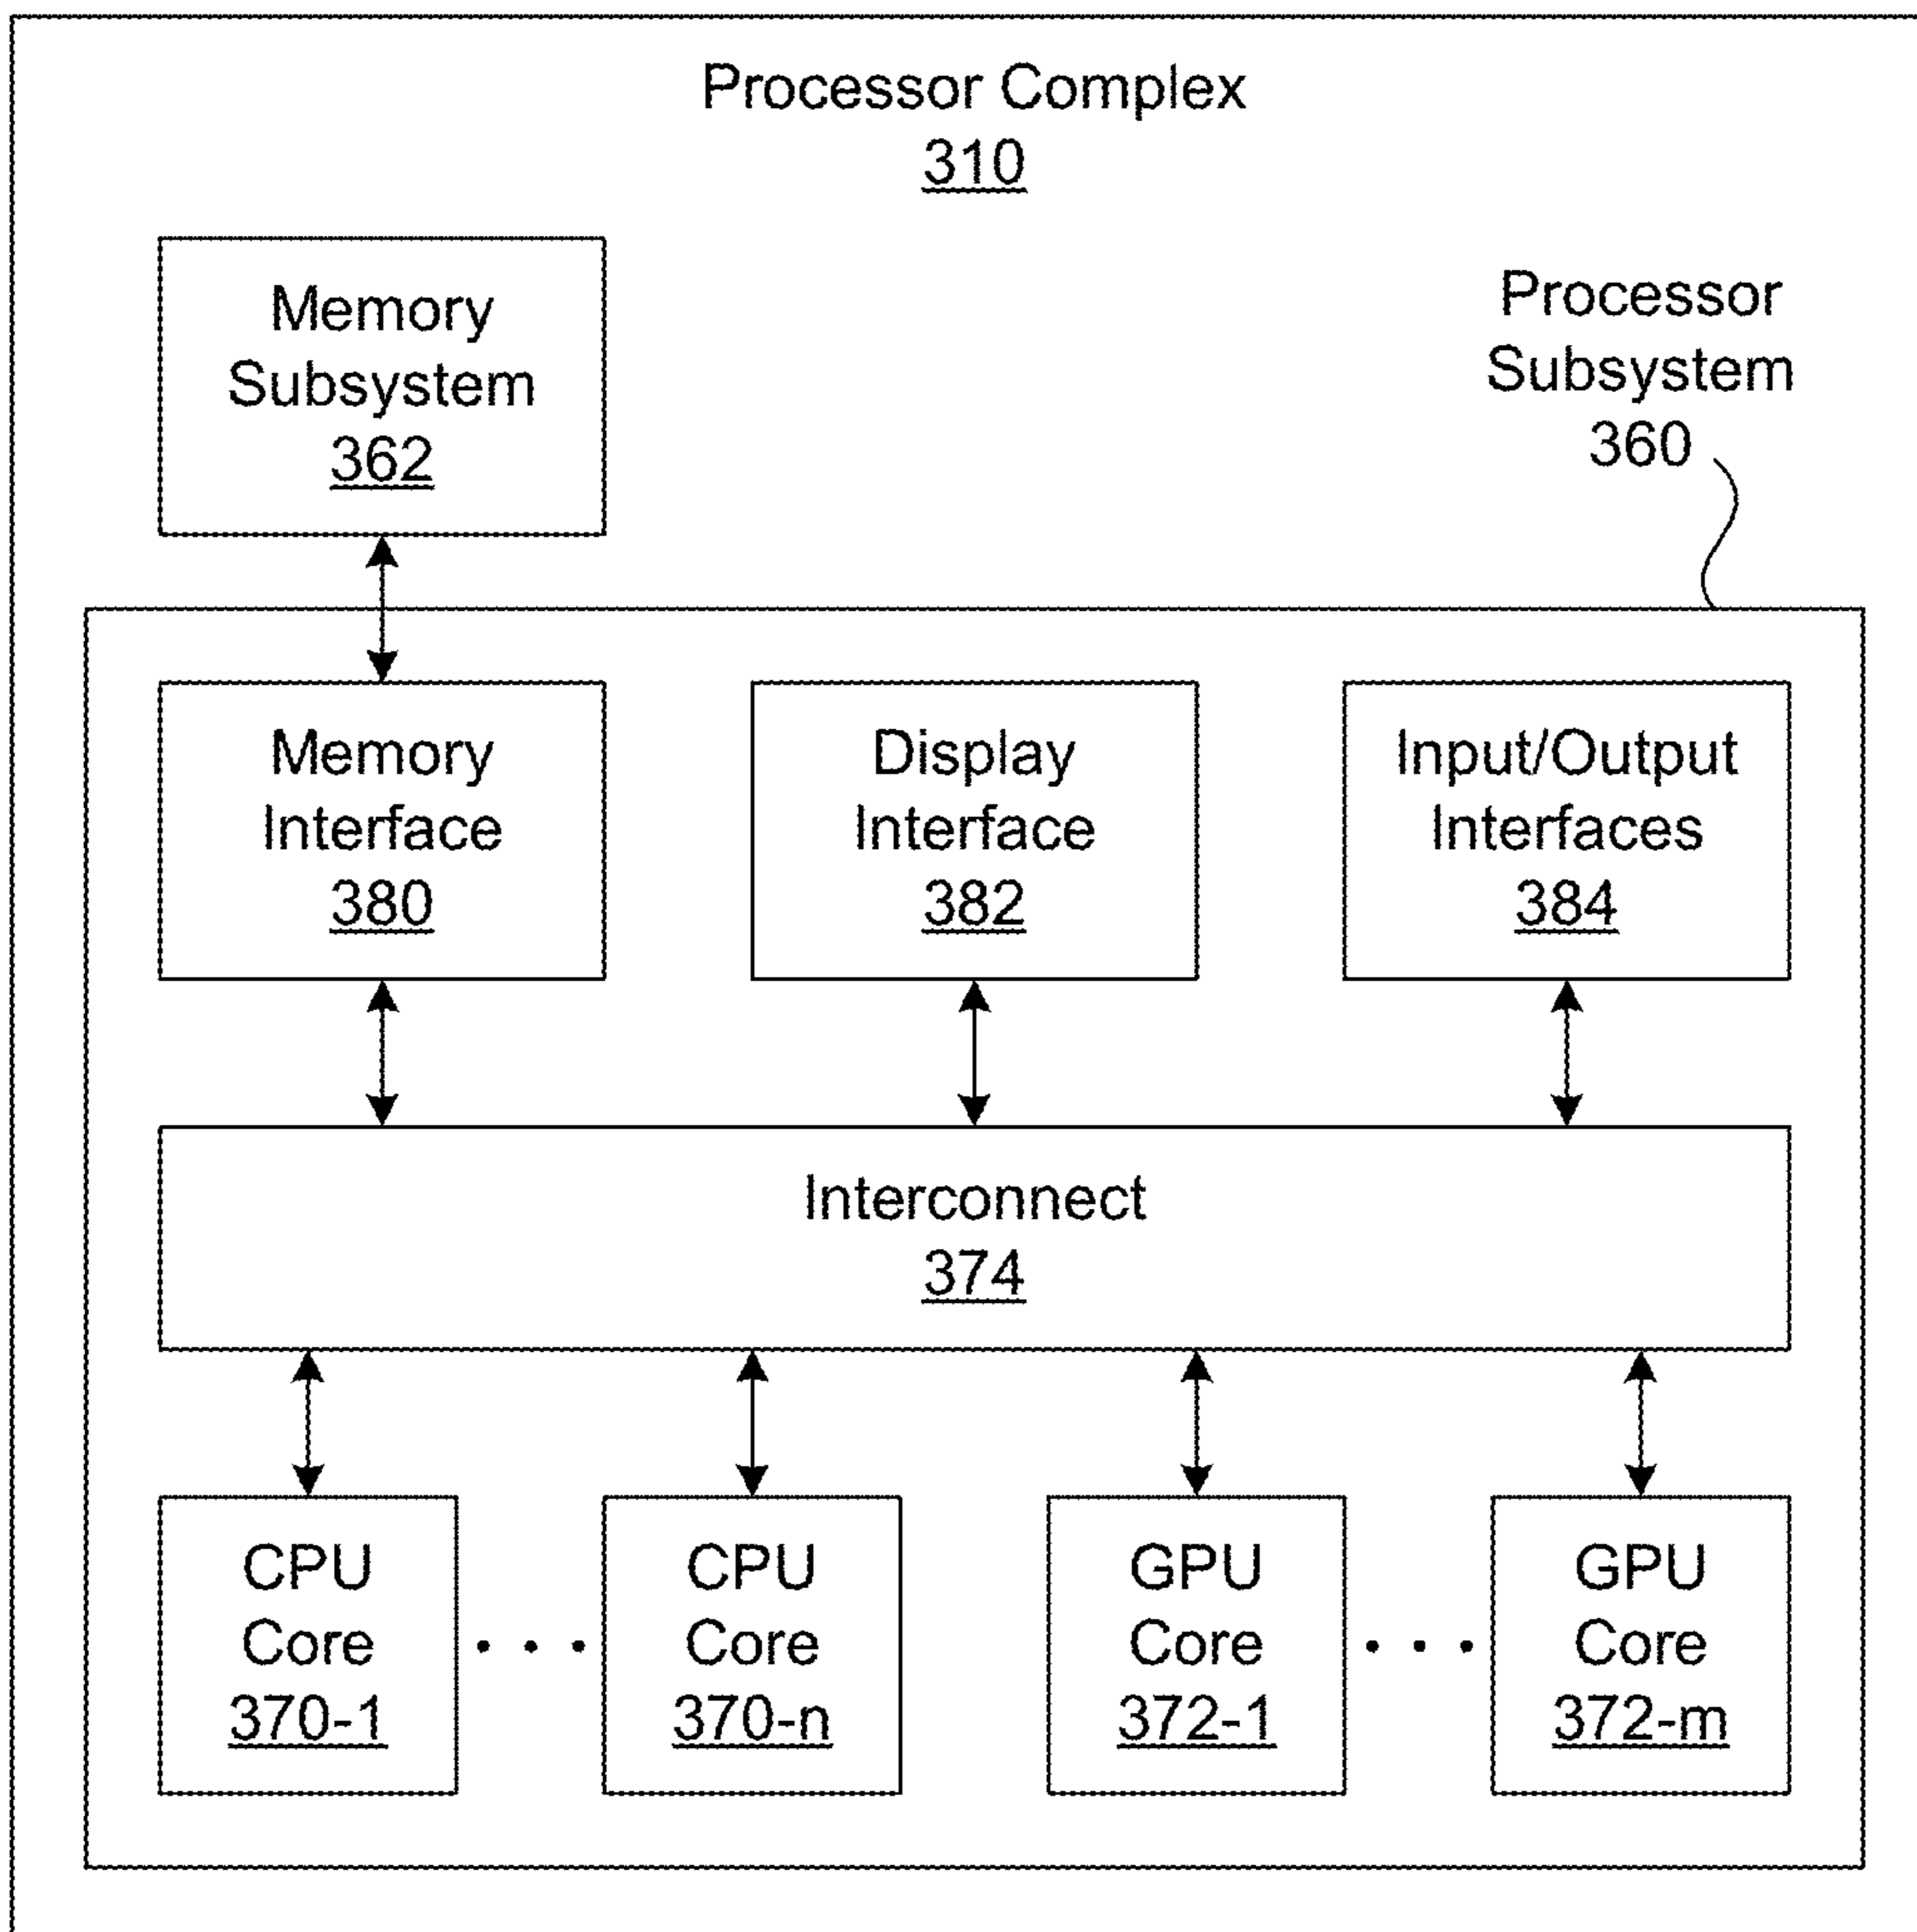 Processor Complex
310
Memory
Subsystem
362
Processor
Subsystem
360
Memory
Interface
380
Display
Interface
382
Input/Output
Interfaces
384
Interconnect
374
CPU
Core
370-1
. . .
CPU
Core
370-n
GPU
Core
372-1
. . .
GPU
Core
372-m